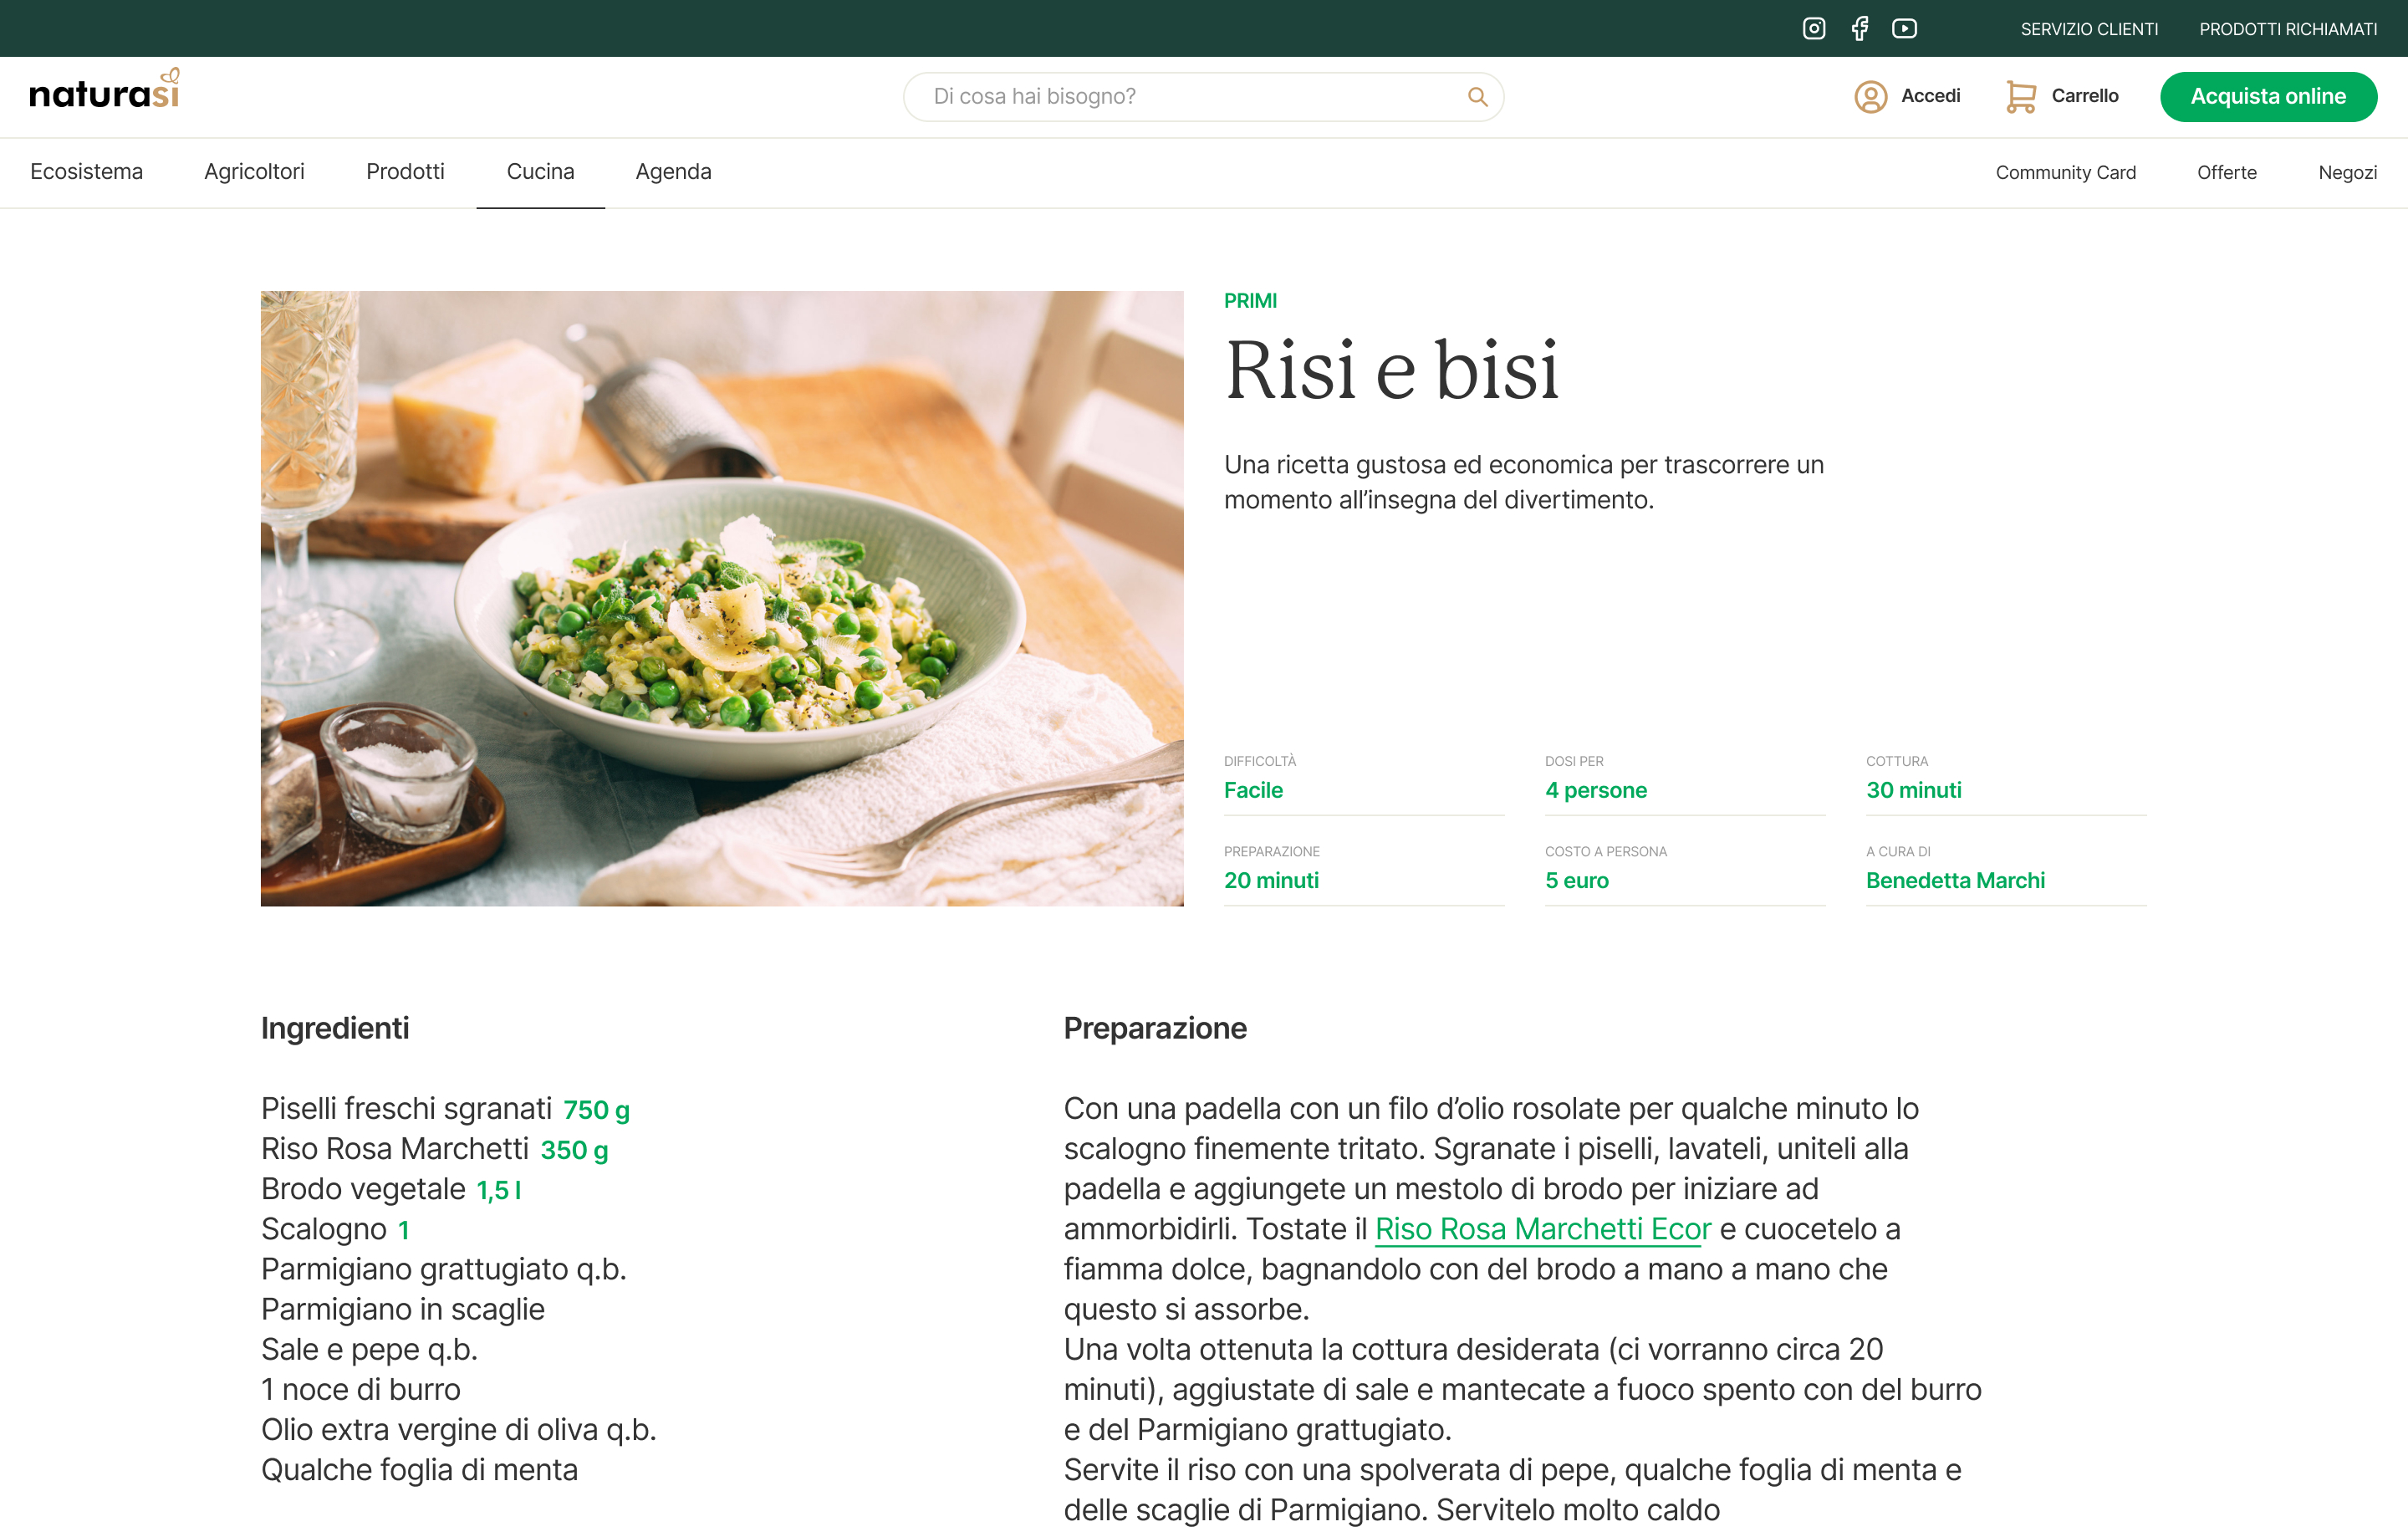 SERVIZIO CLIENTI PRODOTTI RICHIAMATI
naturasì
Di cosa hai bisogno?
Accedi
Carrello
Acquista online
Ecosistema Agricoltori Prodotti Cucina Agenda
Community Card Offerte Negozi
PRIMI
Risi e bisi
Una ricetta gustosa ed economica per trascorrere un
momento all’insegna del divertimento.
DIFFICOLTÀ
Facile
DOSI PER
4 persone
COTTURA
30 minuti
PREPARAZIONE
20 minuti
COSTO A PERSONA
5 euro
A CURA DI
Benedetta Marchi
Ingredienti
Piselli freschi sgranati 750 g
Riso Rosa Marchetti 350 g
Brodo vegetale 1,5 l
Scalogno 1
Parmigiano grattugiato q.b.
Parmigiano in scaglie
Sale e pepe q.b.
1 noce di burro
Olio extra vergine di oliva q.b.
Qualche foglia di menta
Preparazione
Con una padella con un filo d’olio rosolate per qualche minuto lo
scalogno finemente tritato. Sgranate i piselli, lavateli, uniteli alla
padella e aggiungete un mestolo di brodo per iniziare ad
ammorbidirli. Tostate il Riso Rosa Marchetti Ecor e cuocetelo a
fiamma dolce, bagnandolo con del brodo a mano a mano che
questo si assorbe.
Una volta ottenuta la cottura desiderata (ci vorranno circa 20
minuti), aggiustate di sale e mantecate a fuoco spento con del burro
e del Parmigiano grattugiato.
Servite il riso con una spolverata di pepe, qualche foglia di menta e
delle scaglie di Parmigiano. Servitelo molto caldo